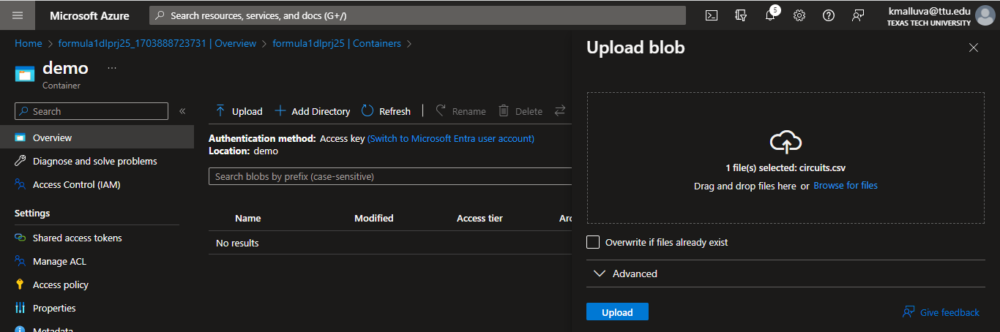 Microsoft Azure
Search resources, services, and docs (G+/)
5
kmalluva@ttu.edu
TEXAS TECH UNIVERSITY
Home > formula1dlprj25_1703888723731 | Overview > formula1dlprj25 | Containers >
demo ...
Container
Search
«
Overview
Diagnose and solve problems
Access Control (IAM)
Settings
Shared access tokens
Manage ACL
Access policy
Properties
Metadata
Upload Add Directory Refresh | Rename Delete
Authentication method: Access key (Switch to Microsoft Entra user account)
Location: demo
Search blobs by prefix (case-sensitive)
Name Modified Access tier Arc
No results
Upload blob
1 file(s) selected: circuits.csv
Drag and drop files here or Browse for files
Overwrite if files already exist
Advanced
Upload
Give feedback